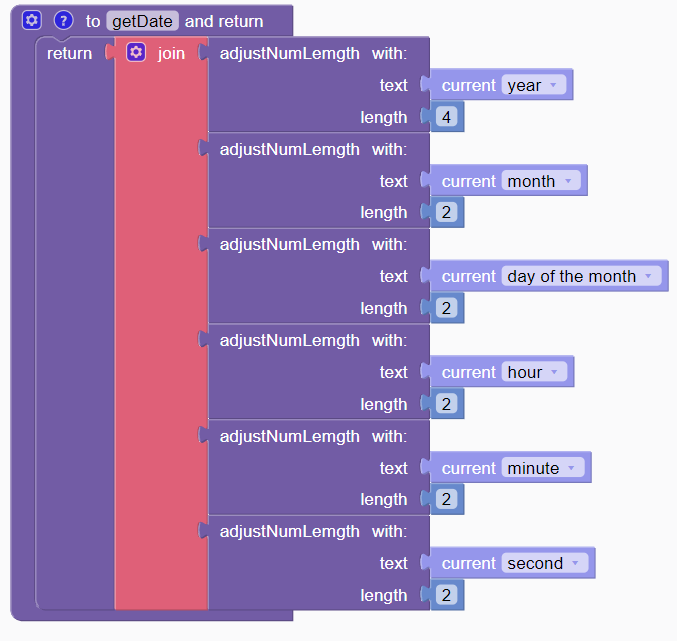 ? to getDate and return
return join adjustNumLemgth with:
text current year
length 4
adjustNumLemgth with:
text current month
length 2
adjustNumLemgth with:
text current day of the month
length 2
adjustNumLemgth with:
text current hour
length 2
adjustNumLemgth with:
text current minute
length 2
adjustNumLemgth with:
text current second
length 2